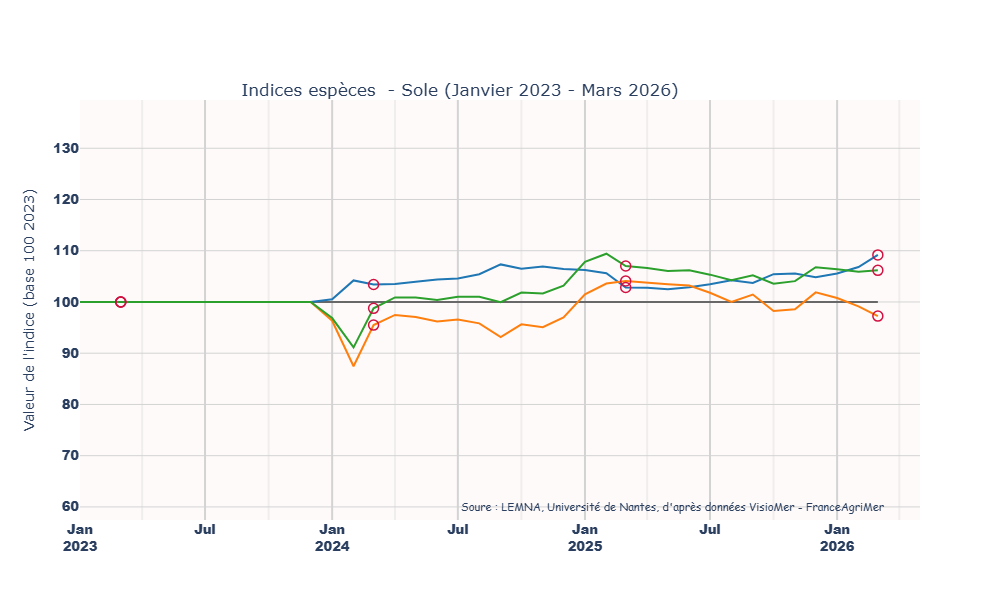 Indices espèces - Sole (Janvier 2023 - Mars 2026)
Valeur de l'Indice (base 100 2023)
130
120
110
100
90
80
70
60
Soure : LEMNA, Université de Nantes, d'après données VisioMer - FranceAgriMer
Jan Jul Jan Jul Jan Jul Jan
2023 2024 2025 2026